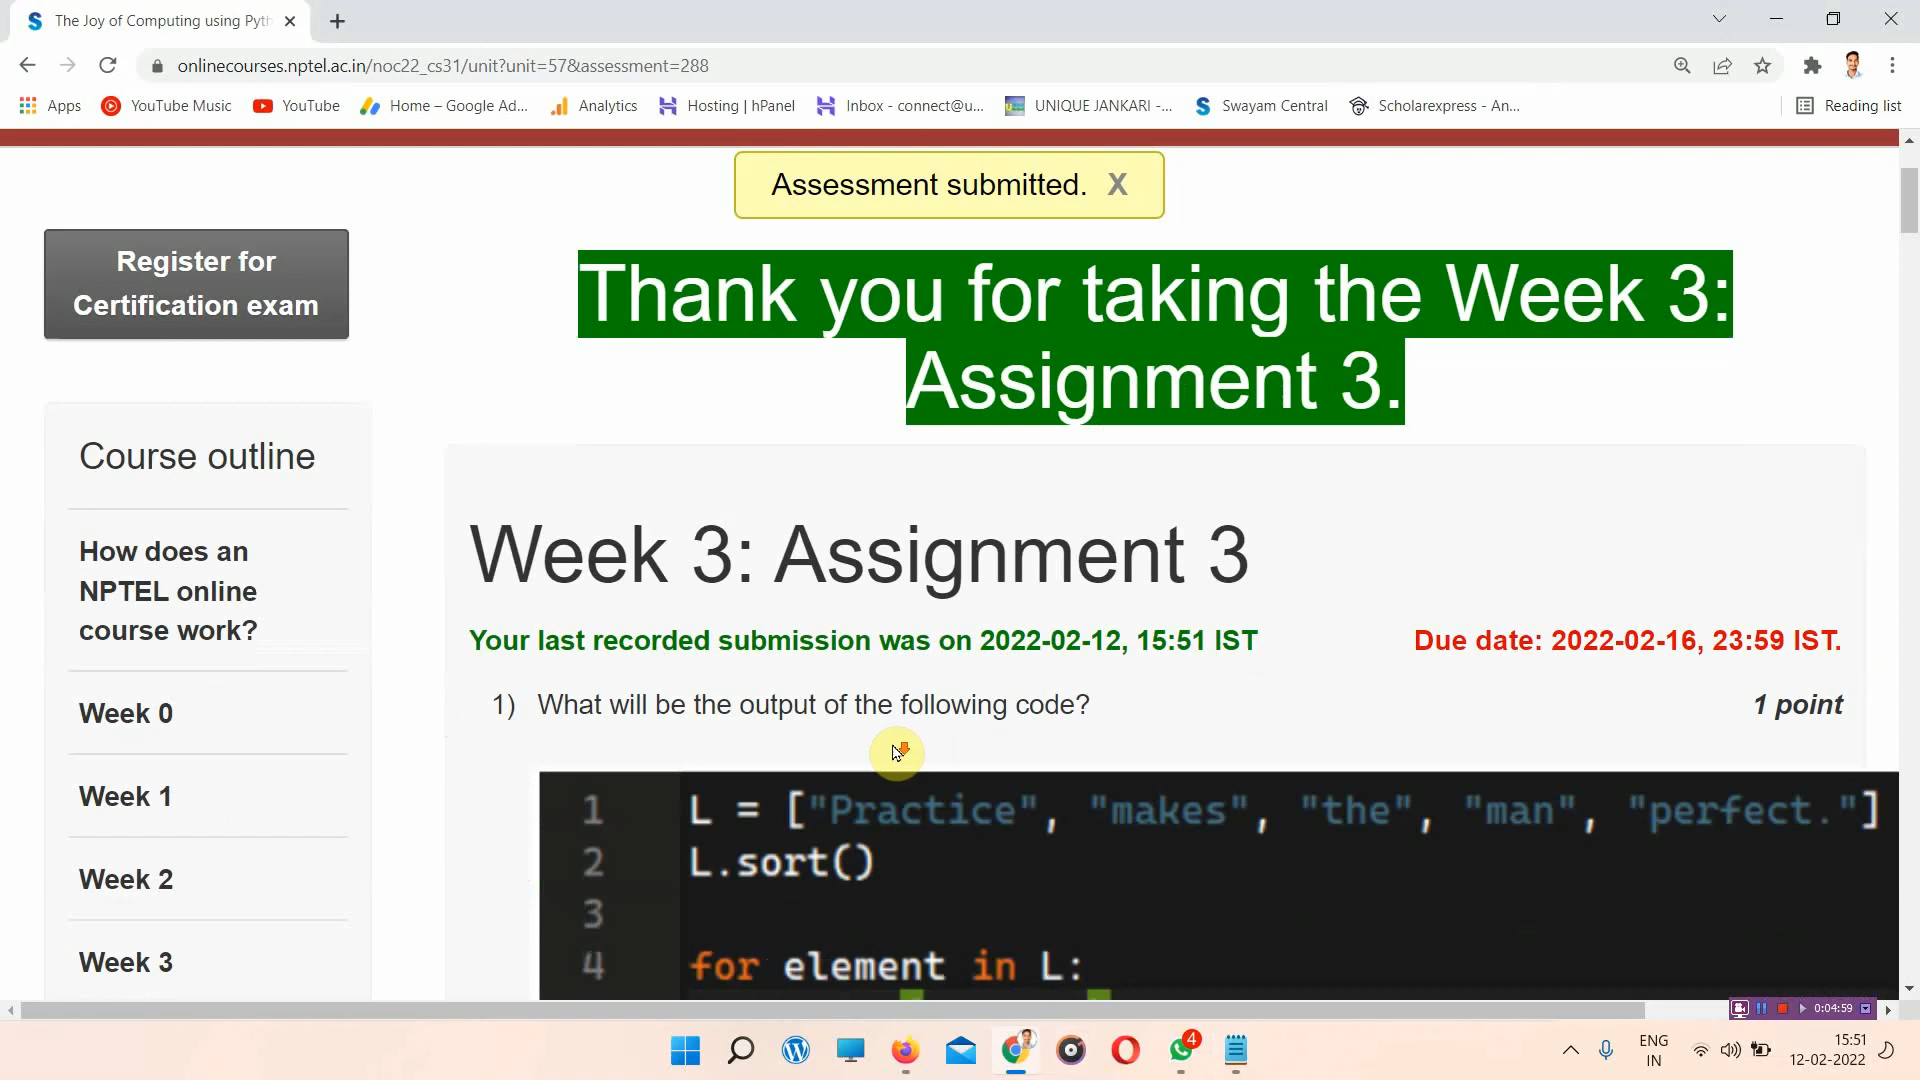 The Joy of Computing using Pyth
onlinecourses.nptel.ac.in/noc22_cs31/unit?unit=57&assessment=288
Apps YouTube Music YouTube Home – Google Ad... Analytics Hosting | hPanel Inbox - connect@u... UNIQUE JANKARI -... Swayam Central Scholarexpress - An... Reading list
Assessment submitted. X
Register for
Certification exam
Thank you for taking the Week 3:
Assignment 3.
Course outline
How does an
NPTEL online
course work?
Week 0
Week 1
Week 2
Week 3
Week 3: Assignment 3
Your last recorded submission was on 2022-02-12, 15:51 IST Due date: 2022-02-16, 23:59 IST.
1) What will be the output of the following code? 1 point
1 L = ["Practice", "makes", "the", "man", "perfect."]
2 L.sort()
3
4 for element in L:
0:04:59
4
ENG
IN
15:51
12-02-2022